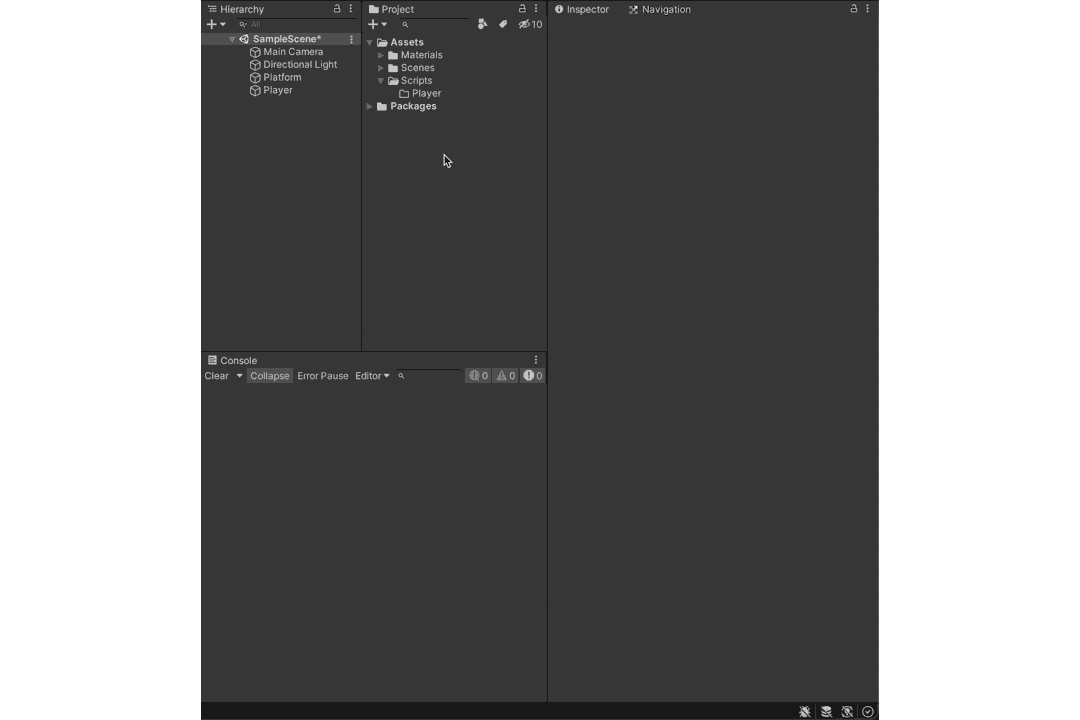 Hierarchy
All
SampleScene*
Main Camera
Directional Light
Platform
Player
Project
10
Assets
Materials
Scenes
Scripts
Player
Packages
Inspector
Navigation
Console
Clear
Collapse
Error Pause
Editor
0
0
0